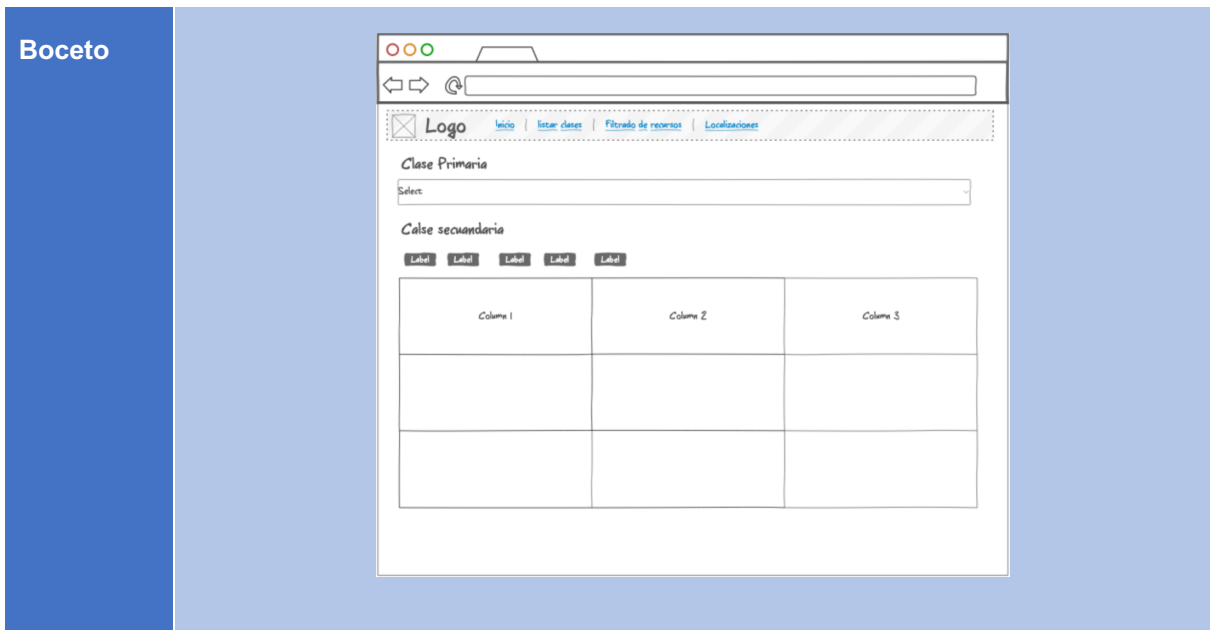 Boceto
Logo Inicio | listar clases | Filtrado de recursos | Localizaciones
Clase Primaria
Select
Calse secuandaria
Label Label Label Label Label
Column 1 Column 2 Column 3